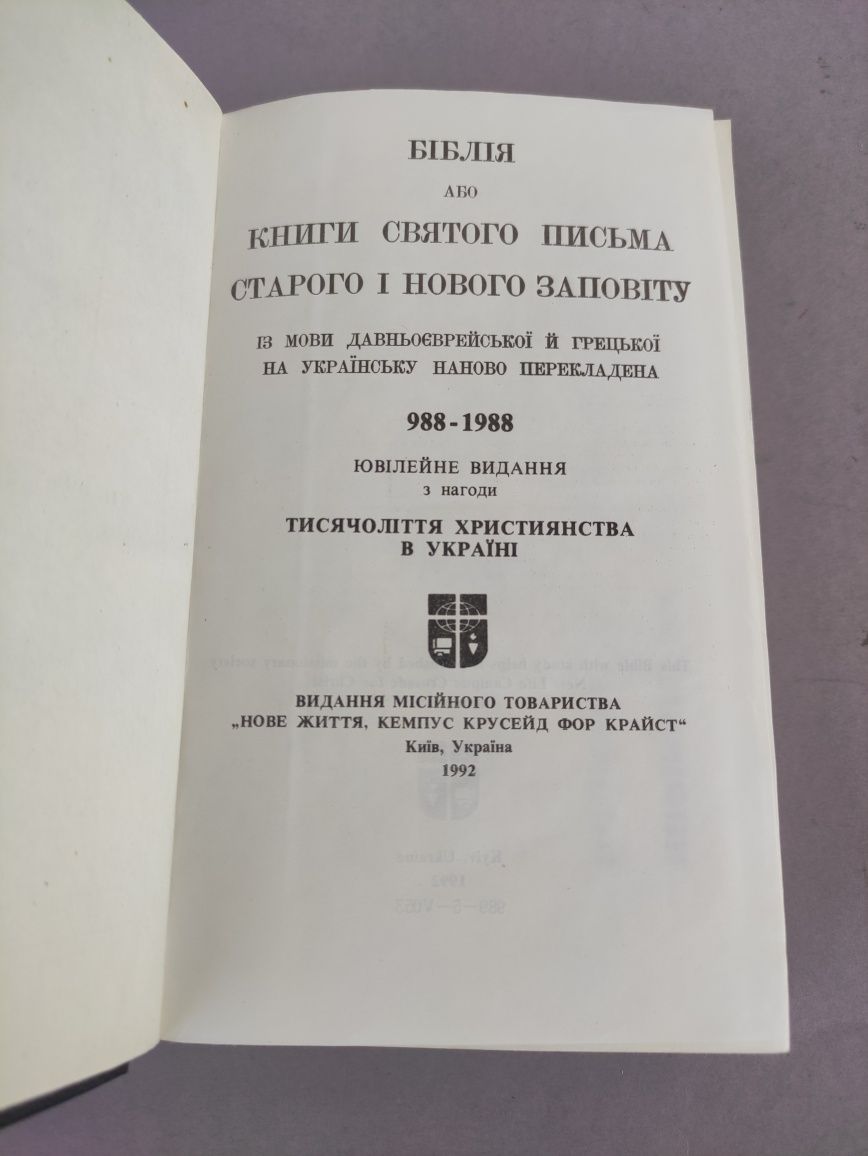 БІБЛІЯ
АБО
КНИГИ СВЯТОГО ПИСЬМА
СТАРОГО І НОВОГО ЗАПОВІТУ
ІЗ МОВИ ДАВНЬОЄВРЕЙСЬКОЇ Й ГРЕЦЬКОЇ
НА УКРАЇНСЬКУ НАНОВО ПЕРЕКЛАДЕНА
988-1988
ЮВІЛЕЙНЕ ВИДАННЯ
з нагоди
ТИСЯЧОЛІТТЯ ХРИСТИЯНСТВА
В УКРАЇНІ
ВИДАННЯ МІСІЙНОГО ТОВАРИСТВА
„НОВЕ ЖИТТЯ, КЕМПУС КРУСЕЙД ФОР КРАЙСТ“
Київ, Україна
1992